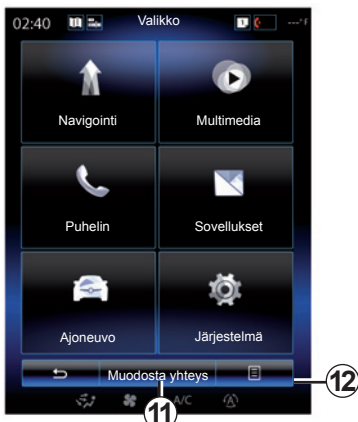 02:40 Valikko ---°F
Navigointi Multimedia
Puhelin Sovellukset
Ajoneuvo Järjestelmä
Muodosta yhteys
12
A/C
11